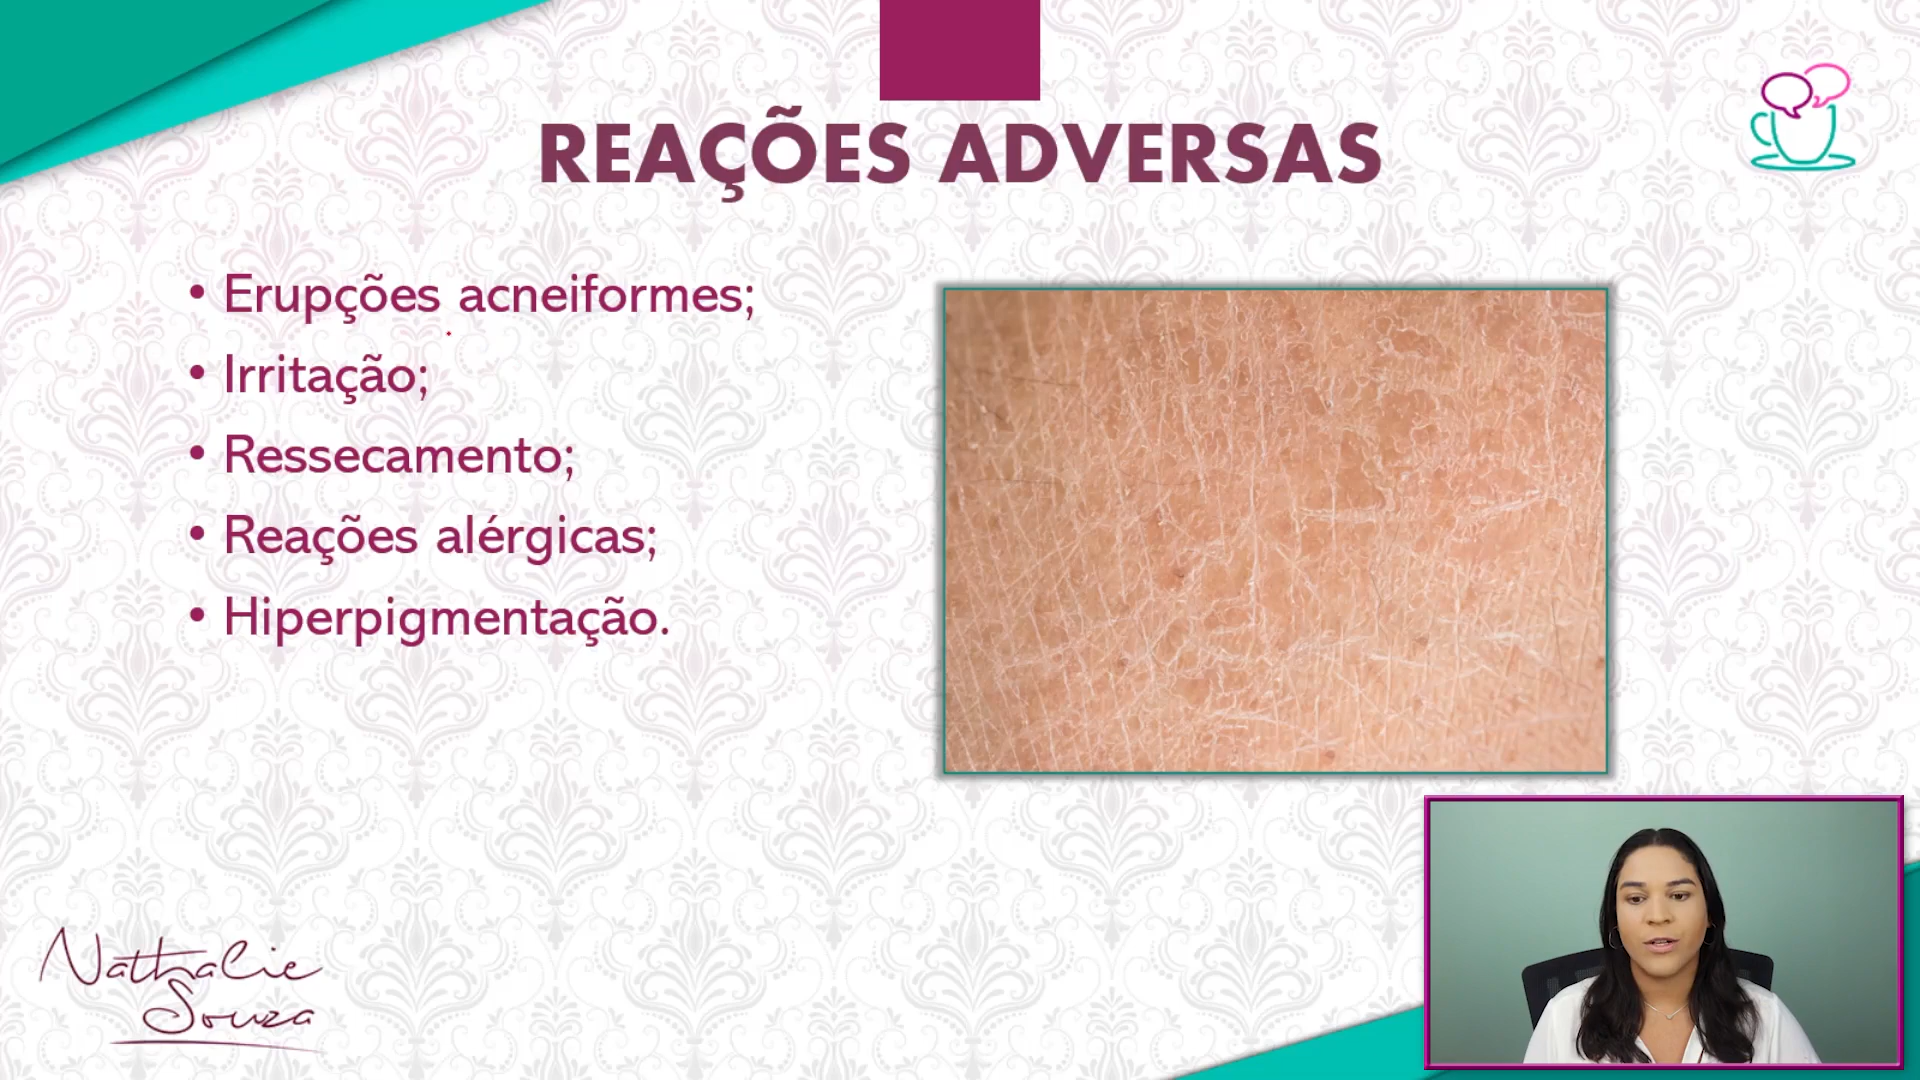 REAÇÕES ADVERSAS
• Erupções acneiformes;
• Irritação;
• Ressecamento;
• Reações alérgicas;
• Hiperpigmentação.
Nathalie
Souza